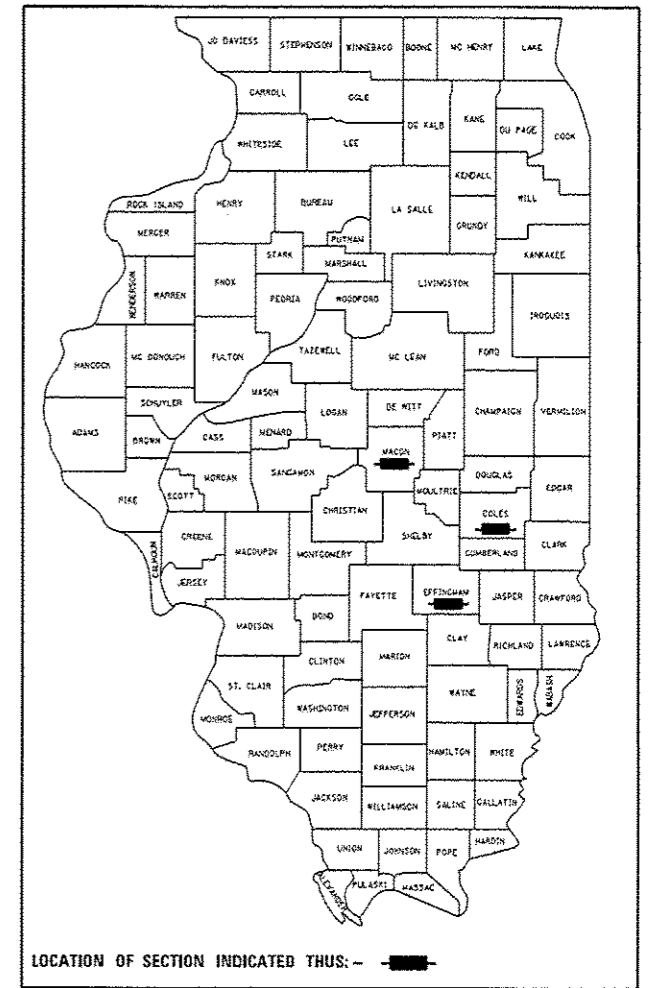 JO DAVIESS STEPHENSON WINNEBAGO BOONE MC HENRY LAKE
CARROLL OGLE
DE KALB KANE DU PAGE COOK
WHITESIDE LEE
KENDALL
ROCK ISLAND HENRY BUREAU LA SALLE GRUNDY WILL
MERCER PUTNAM
STARK MARSHALL KANKAKEE
HENDERSON WARREN KNOX PEORIA WOODFORD LIVINGSTON
IROQUOIS
HANCOCK MC DONOUGH FULTON TAZEWELL MC LEAN FORD
MASON
SCHUYLER LOGAN DE WITT CHAMPAIGN VERMILION
ADAMS BROWN CASS MENARD PIATT
MACON
SANGAMON DOUGLAS
MORGAN MOULTRIE EDGAR
PIKE SCOTT CHRISTIAN COLES
SHELBY
GREENE MACOUPIN MONTGOMERY CUMBERLAND CLARK
CALHOUN
JERSEY FAYETTE EFFINGHAM JASPER CRAWFORD
BOND
MADISON CLAY RICHLAND LAWRENCE
CLINTON MARION
ST. CLAIR WAYNE EDWARDS WABASH
WASHINGTON JEFFERSON
MONROE
RANDOLPH PERRY HAMILTON WHITE
FRANKLIN
JACKSON WILLIAMSON SALINE GALLATIN
HARDIN
UNION JOHNSON POPE
ALEXANDER PULASKI MASSAC
LOCATION OF SECTION INDICATED THUS: -